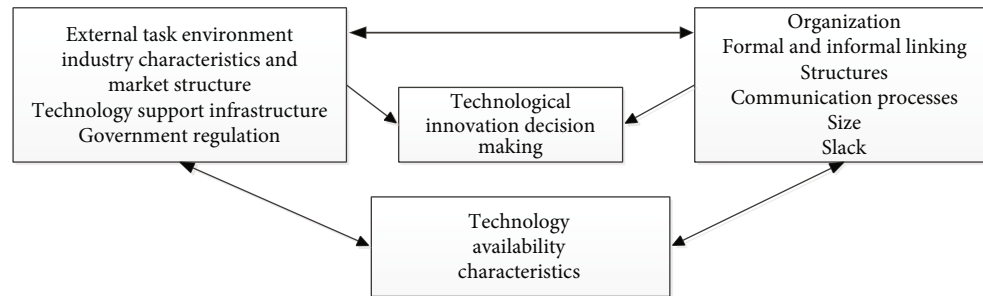 External task environment
industry characteristics and
market structure
Technology support infrastructure
Government regulation
Technological
innovation decision
making
Organization
Formal and informal linking
Structures
Communication processes
Size
Slack
Technology
availability
characteristics